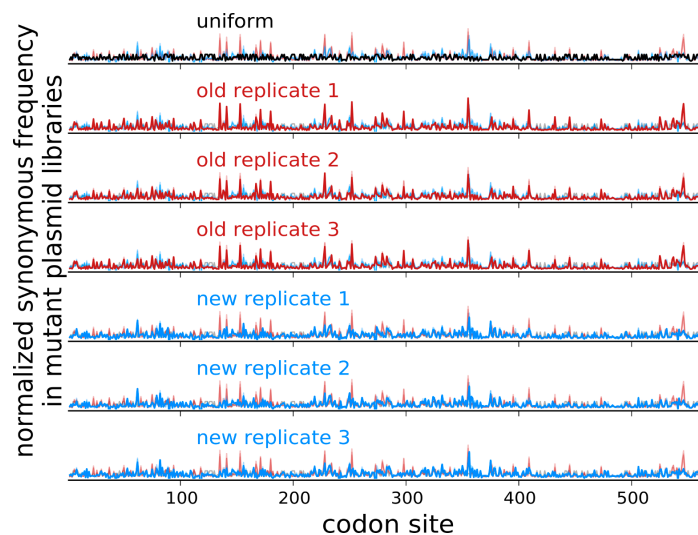 normalized synonymous frequency
in mutant plasmid libraries
uniform
old replicate 1
old replicate 2
old replicate 3
new replicate 1
new replicate 2
new replicate 3
100 200 300 400 500
codon site